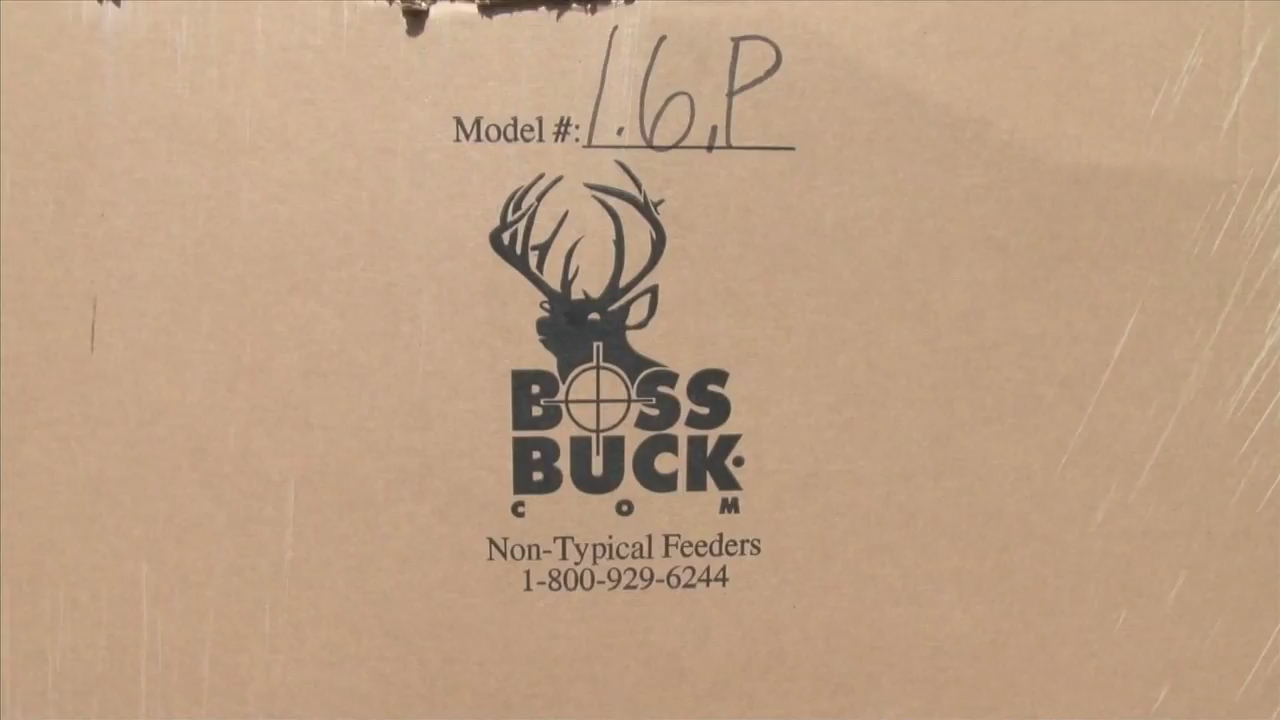 Model #: 1.6.P
BOSS
BUCK.
COM
Non-Typical Feeders
1-800-929-6244